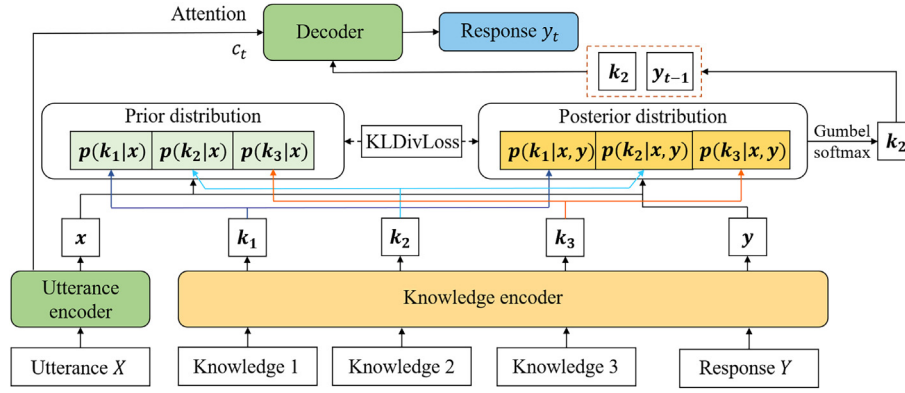 Attention
c_t
Decoder
Response y_t
k_2 y_{t-1}
Prior distribution
p(k_1|x) p(k_2|x) p(k_3|x)
KLDivLoss
Posterior distribution
p(k_1|x, y) p(k_2|x, y) p(k_3|x, y)
Gumbel
softmax
k_2
x k_1 k_2 k_3 y
Utterance
encoder
Knowledge encoder
Utterance X Knowledge 1 Knowledge 2 Knowledge 3 Response Y